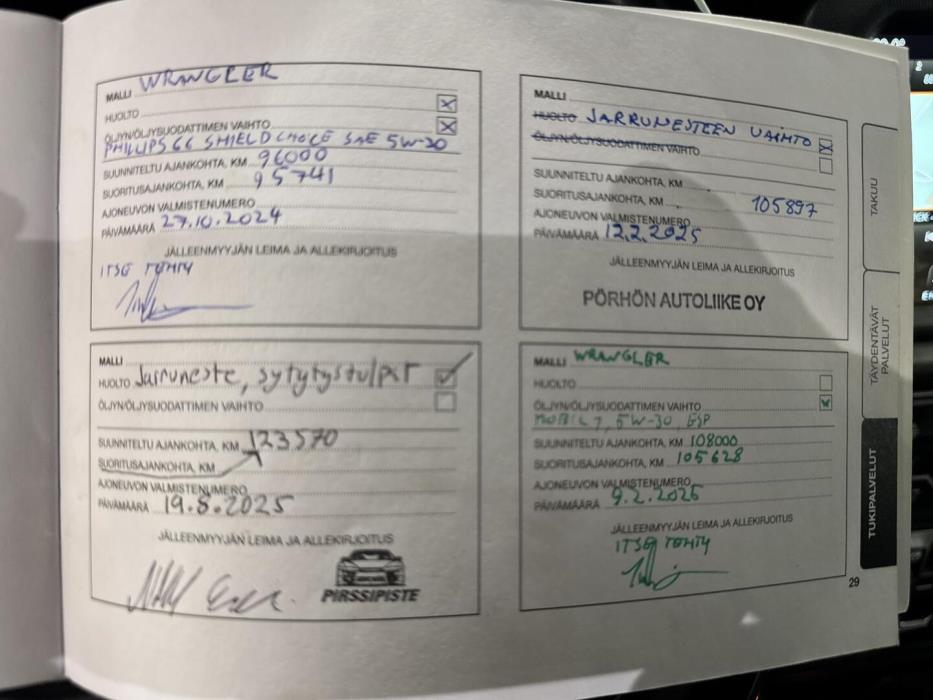 MALLI WRANGLER
HUOLTO
ÖLJYN/ÖLJYSUODATTIMEN VAIHTO
PHILLIPS 66 SHIELD CHOICE SAE 5W-30
SUUNNITELTU AJANKOHTA, KM 96000
SUORITUSAJANKOHTA, KM 95741
AJONEUVON VALMISTENUMERO
PÄIVÄMÄÄRÄ 27.10.2024
JÄLLEENMYYJÄN LEIMA JA ALLEKIRJOITUS
ITSE TEHTY
MALLI
HUOLTO JARRUNESTEEN VAIHTO
ÖLJYN/ÖLJYSUODATTIMEN VAIHTO
SUUNNITELTU AJANKOHTA, KM
SUORITUSAJANKOHTA, KM 105897
AJONEUVON VALMISTENUMERO
PÄIVÄMÄÄRÄ 12.2.2025
JÄLLEENMYYJÄN LEIMA JA ALLEKIRJOITUS
PÖRHÖN AUTOLIIKE OY
MALLI
HUOLTO Jarruneste, sytytystulpat
ÖLJYN/ÖLJYSUODATTIMEN VAIHTO
SUUNNITELTU AJANKOHTA, KM 123570
SUORITUSAJANKOHTA, KM
AJONEUVON VALMISTENUMERO
PÄIVÄMÄÄRÄ 19.8.2025
JÄLLEENMYYJÄN LEIMA JA ALLEKIRJOITUS
PIRSSIPISTE
MALLI WRANGLER
HUOLTO
ÖLJYN/ÖLJYSUODATTIMEN VAIHTO
MOBIL 1, 5W-30, ESP
SUUNNITELTU AJANKOHTA, KM 108000
SUORITUSAJANKOHTA, KM 105628
AJONEUVON VALMISTENUMERO
PÄIVÄMÄÄRÄ 9.2.2025
JÄLLEENMYYJÄN LEIMA JA ALLEKIRJOITUS
ITSE TEHTY
29
TAKUU
TÄYDENTÄVÄT
PALVELUT
TUKIPALVELUT